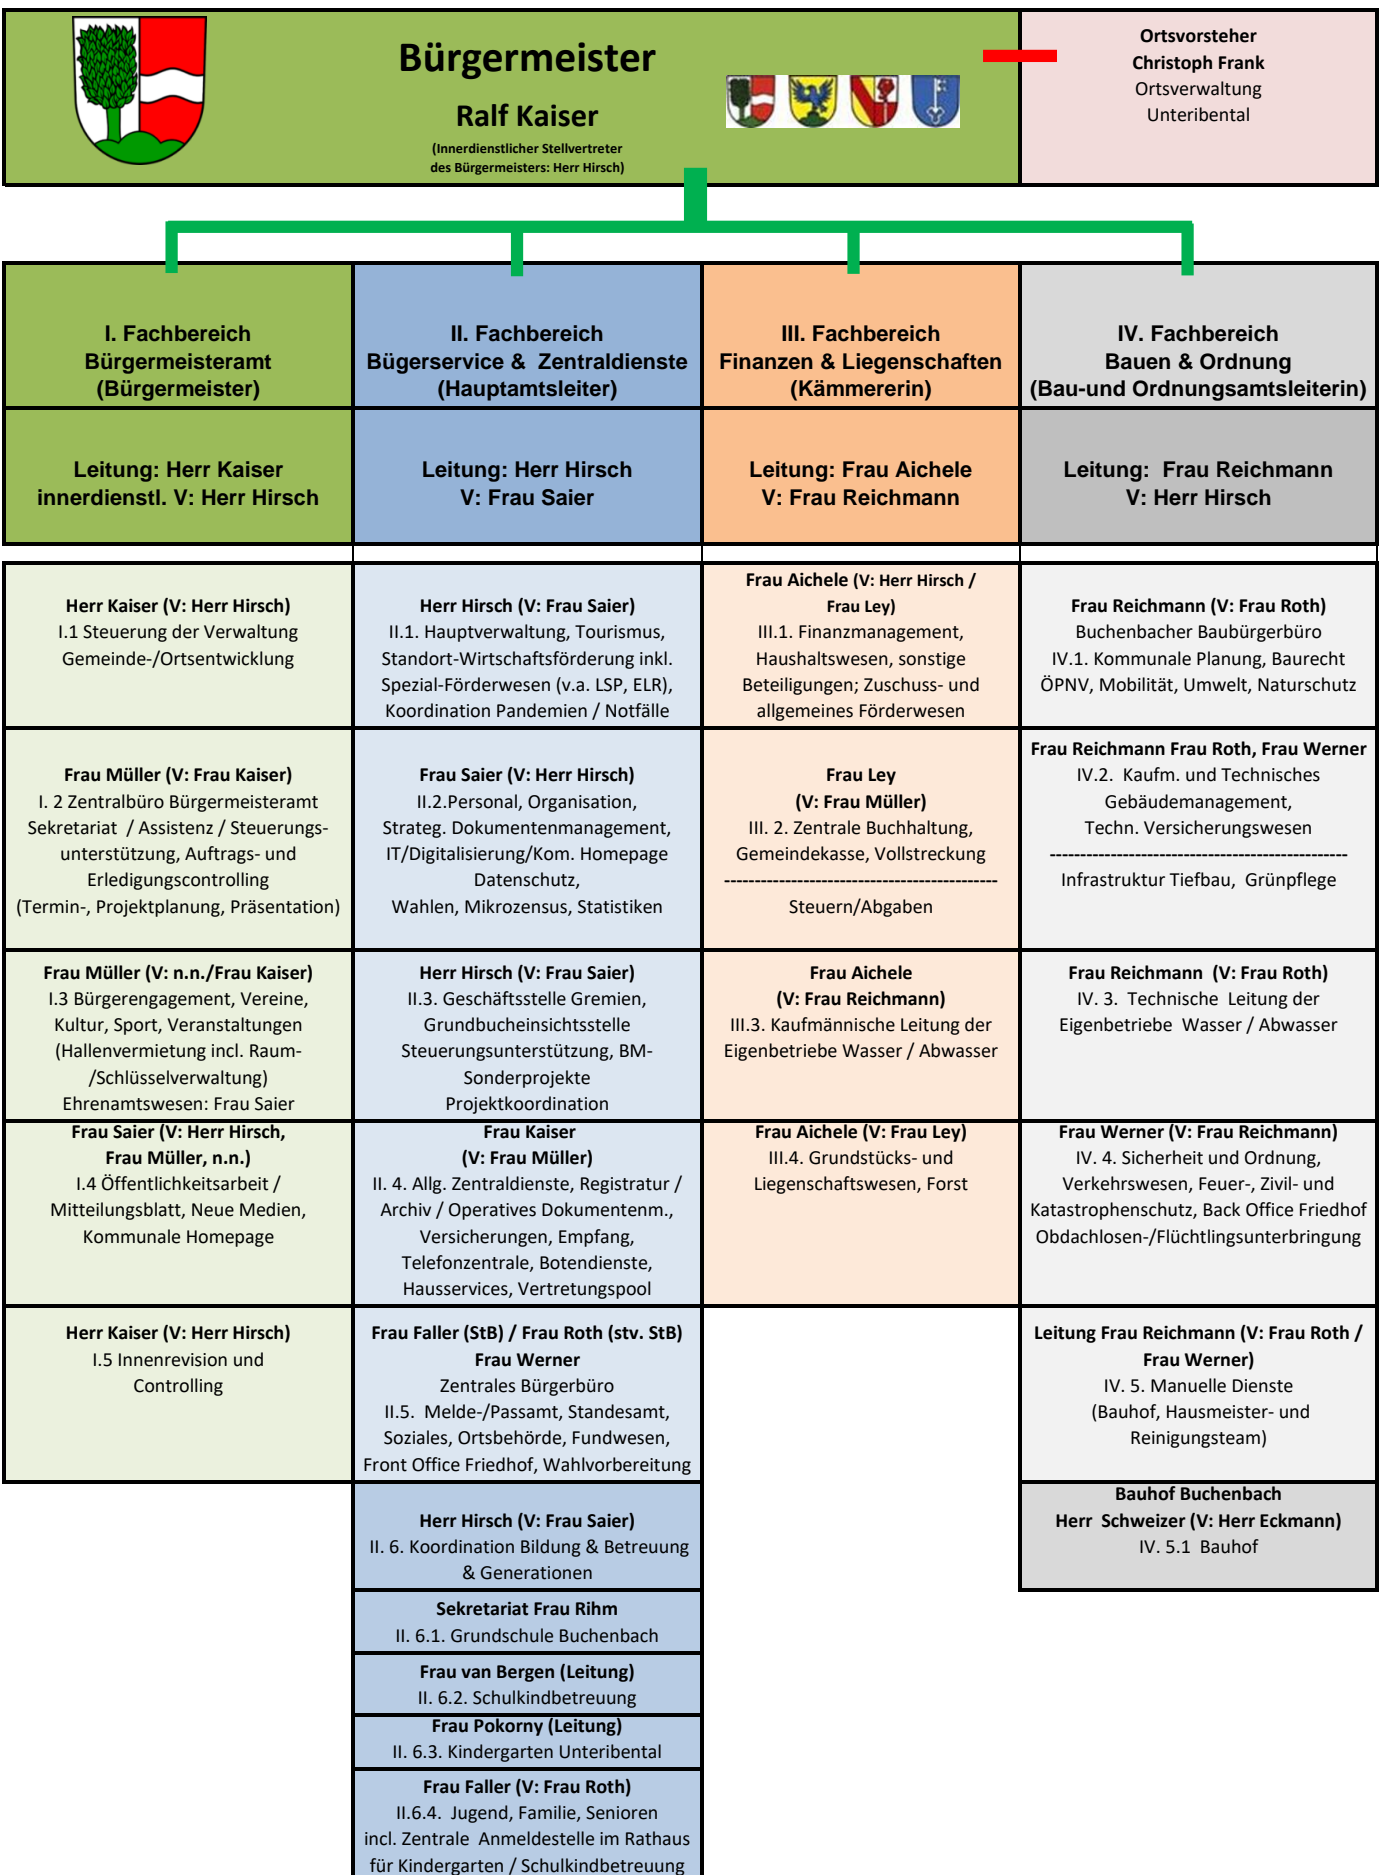 Bürgermeister
Ralf Kaiser
(Innerdienstlicher Stellvertreter
des Bürgermeisters: Herr Hirsch)
Ortsvorsteher
Christoph Frank
Ortsverwaltung
Unteribental
I. Fachbereich
Bürgermeisteramt
(Bürgermeister)
II. Fachbereich
Bügerservice & Zentraldienste
(Hauptamtsleiter)
III. Fachbereich
Finanzen & Liegenschaften
(Kämmererin)
IV. Fachbereich
Bauen & Ordnung
(Bau-und Ordnungsamtsleiterin)
Leitung: Herr Kaiser
innerdienstl. V: Herr Hirsch
Leitung: Herr Hirsch
V: Frau Saier
Leitung: Frau Aichele
V: Frau Reichmann
Leitung: Frau Reichmann
V: Herr Hirsch
Herr Kaiser (V: Herr Hirsch)
I.1 Steuerung der Verwaltung
Gemeinde-/Ortsentwicklung
Herr Hirsch (V: Frau Saier)
II.1. Hauptverwaltung, Tourismus,
Standort-Wirtschaftsförderung inkl.
Spezial-Förderwesen (v.a. LSP, ELR),
Koordination Pandemien / Notfälle
Frau Aichele (V: Herr Hirsch /
Frau Ley)
III.1. Finanzmanagement,
Haushaltswesen, sonstige
Beteiligungen; Zuschuss- und
allgemeines Förderwesen
Frau Reichmann (V: Frau Roth)
Buchenbacher Baubürgerbüro
IV.1. Kommunale Planung, Baurecht
ÖPNV, Mobilität, Umwelt, Naturschutz
Frau Müller (V: Frau Kaiser)
I. 2 Zentralbüro Bürgermeisteramt
Sekretariat / Assistenz / Steuerungs-
unterstützung, Auftrags- und
Erledigungscontrolling
(Termin-, Projektplanung, Präsentation)
Frau Saier (V: Herr Hirsch)
II.2.Personal, Organisation,
Strateg. Dokumentenmanagement,
IT/Digitalisierung/Kom. Homepage
Datenschutz,
Wahlen, Mikrozensus, Statistiken
Frau Ley
(V: Frau Müller)
III. 2. Zentrale Buchhaltung,
Gemeindekasse, Vollstreckung
---------------------------------------------
Steuern/Abgaben
Frau Reichmann Frau Roth, Frau Werner
IV.2. Kaufm. und Technisches
Gebäudemanagement,
Techn. Versicherungswesen
-------------------------------------------------
Infrastruktur Tiefbau, Grünpflege
Frau Müller (V: n.n./Frau Kaiser)
I.3 Bürgerengagement, Vereine,
Kultur, Sport, Veranstaltungen
(Hallenvermietung incl. Raum-
/Schlüsselverwaltung)
Ehrenamtswesen: Frau Saier
Herr Hirsch (V: Frau Saier)
II.3. Geschäftsstelle Gremien,
Grundbucheinsichtsstelle
Steuerungsunterstützung, BM-
Sonderprojekte
Projektkoordination
Frau Aichele
(V: Frau Reichmann)
III.3. Kaufmännische Leitung der
Eigenbetriebe Wasser / Abwasser
Frau Reichmann (V: Frau Roth)
IV. 3. Technische Leitung der
Eigenbetriebe Wasser / Abwasser
Frau Saier (V: Herr Hirsch,
Frau Müller, n.n.)
I.4 Öffentlichkeitsarbeit /
Mitteilungsblatt, Neue Medien,
Kommunale Homepage
Frau Kaiser
(V: Frau Müller)
II. 4. Allg. Zentraldienste, Registratur /
Archiv / Operatives Dokumentenm.,
Versicherungen, Empfang,
Telefonzentrale, Botendienste,
Hausservices, Vertretungspool
Frau Aichele (V: Frau Ley)
III.4. Grundstücks- und
Liegenschaftswesen, Forst
Frau Werner (V: Frau Reichmann)
IV. 4. Sicherheit und Ordnung,
Verkehrswesen, Feuer-, Zivil- und
Katastrophenschutz, Back Office Friedhof
Obdachlosen-/Flüchtlingsunterbringung
Herr Kaiser (V: Herr Hirsch)
I.5 Innenrevision und
Controlling
Frau Faller (StB) / Frau Roth (stv. StB)
Frau Werner
Zentrales Bürgerbüro
II.5. Melde-/Passamt, Standesamt,
Soziales, Ortsbehörde, Fundwesen,
Front Office Friedhof, Wahlvorbereitung
Leitung Frau Reichmann (V: Frau Roth /
Frau Werner)
IV. 5. Manuelle Dienste
(Bauhof, Hausmeister- und
Reinigungsteam)
Herr Hirsch (V: Frau Saier)
II. 6. Koordination Bildung & Betreuung
& Generationen
Bauhof Buchenbach
Herr Schweizer (V: Herr Eckmann)
IV. 5.1 Bauhof
Sekretariat Frau Rihm
II. 6.1. Grundschule Buchenbach
Frau van Bergen (Leitung)
II. 6.2. Schulkindbetreuung
Frau Pokorny (Leitung)
II. 6.3. Kindergarten Unteribental
Frau Faller (V: Frau Roth)
II.6.4. Jugend, Familie, Senioren
incl. Zentrale Anmeldestelle im Rathaus
für Kindergarten / Schulkindbetreuung